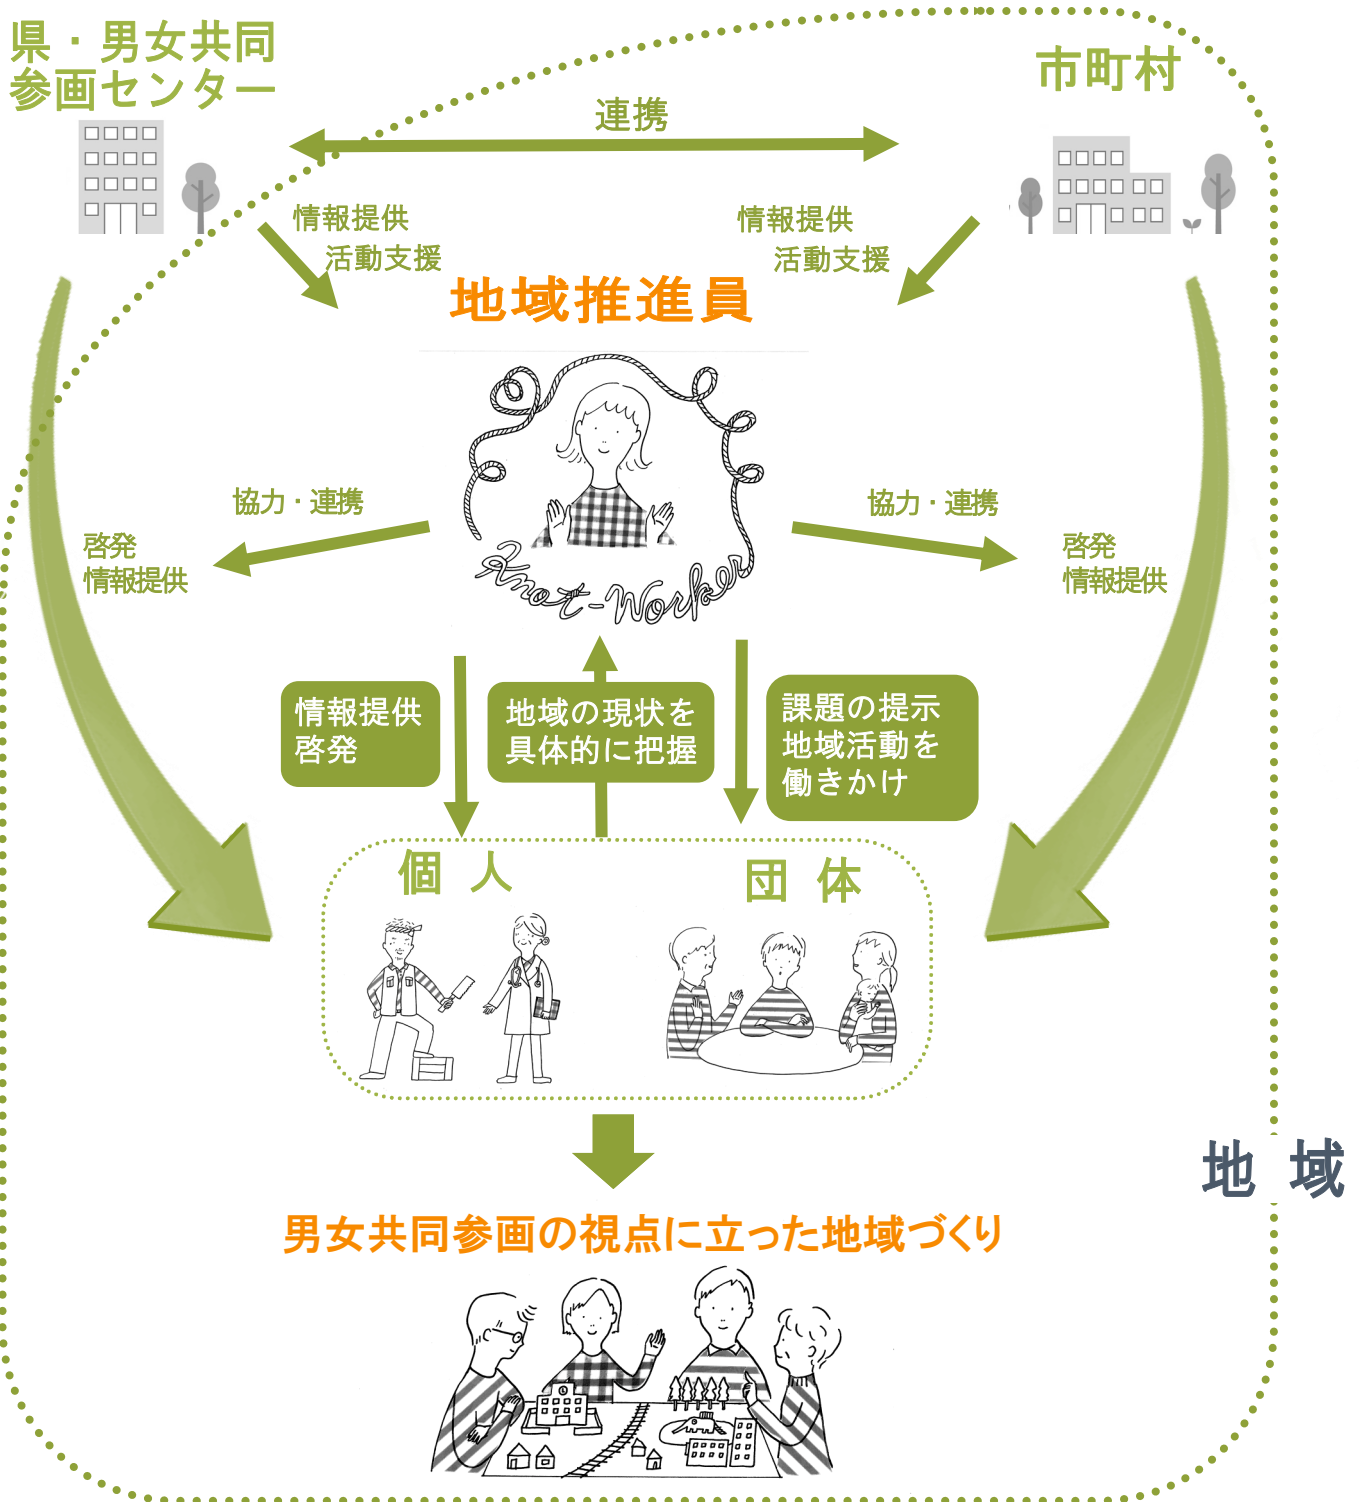 県・男女共同
参画センター
市町村
連携
情報提供
活動支援
情報提供
活動支援
地域推進員
Knot-Worker
協力・連携
協力・連携
啓発
情報提供
啓発
情報提供
情報提供
啓発
地域の現状を
具体的に把握
課題の提示
地域活動を
働きかけ
個人
団体
地域
男女共同参画の視点に立った地域づくり